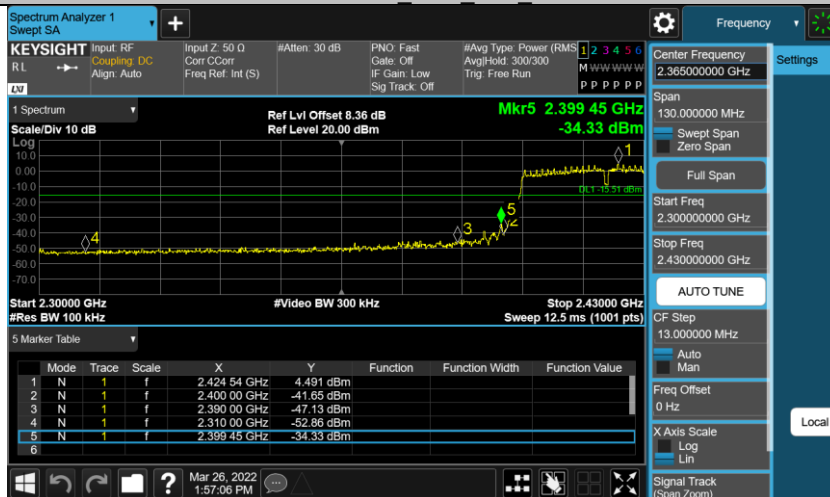 Spectrum Analyzer 1
Swept SA
+
Frequency
KEYSIGHT
RL
LXI
Input: RF
Coupling: DC
Align: Auto
Input Z: 50 Ω
Corr CCorr
Freq Ref: Int (S)
#Atten: 30 dB
PNO: Fast
Gate: Off
IF Gain: Low
Sig Track: Off
#Avg Type: Power (RMS
Avg|Hold: 300/300
Trig: Free Run
1 2 3 4 5 6
M W W W W W
P P P P P P
1 Spectrum
Scale/Div 10 dB
Log
Ref Lvl Offset 8.36 dB
Ref Level 20.00 dBm
Mkr5 2.399 45 GHz
-34.33 dBm
10.0
0.00
-10.0
-20.0
-30.0
-40.0
-50.0
-60.0
-70.0
1
DL1 -15.51 dBm
5
2
3
4
Start 2.30000 GHz
#Res BW 100 kHz
#Video BW 300 kHz
Stop 2.43000 GHz
Sweep 12.5 ms (1001 pts)
5 Marker Table
Mode Trace Scale X Y Function Function Width Function Value
1 N 1 f 2.424 54 GHz 4.491 dBm
2 N 1 f 2.400 00 GHz -41.65 dBm
3 N 1 f 2.390 00 GHz -47.13 dBm
4 N 1 f 2.310 00 GHz -52.86 dBm
5 N 1 f 2.399 45 GHz -34.33 dBm
6
?
Mar 26, 2022
1:57:06 PM
Center Frequency
2.365000000 GHz
Span
130.000000 MHz
Swept Span
Zero Span
Full Span
Start Freq
2.300000000 GHz
Stop Freq
2.430000000 GHz
AUTO TUNE
CF Step
13.000000 MHz
Auto
Man
Freq Offset
0 Hz
X Axis Scale
Log
Lin
Signal Track
(Span Zoom)
Settings
Local